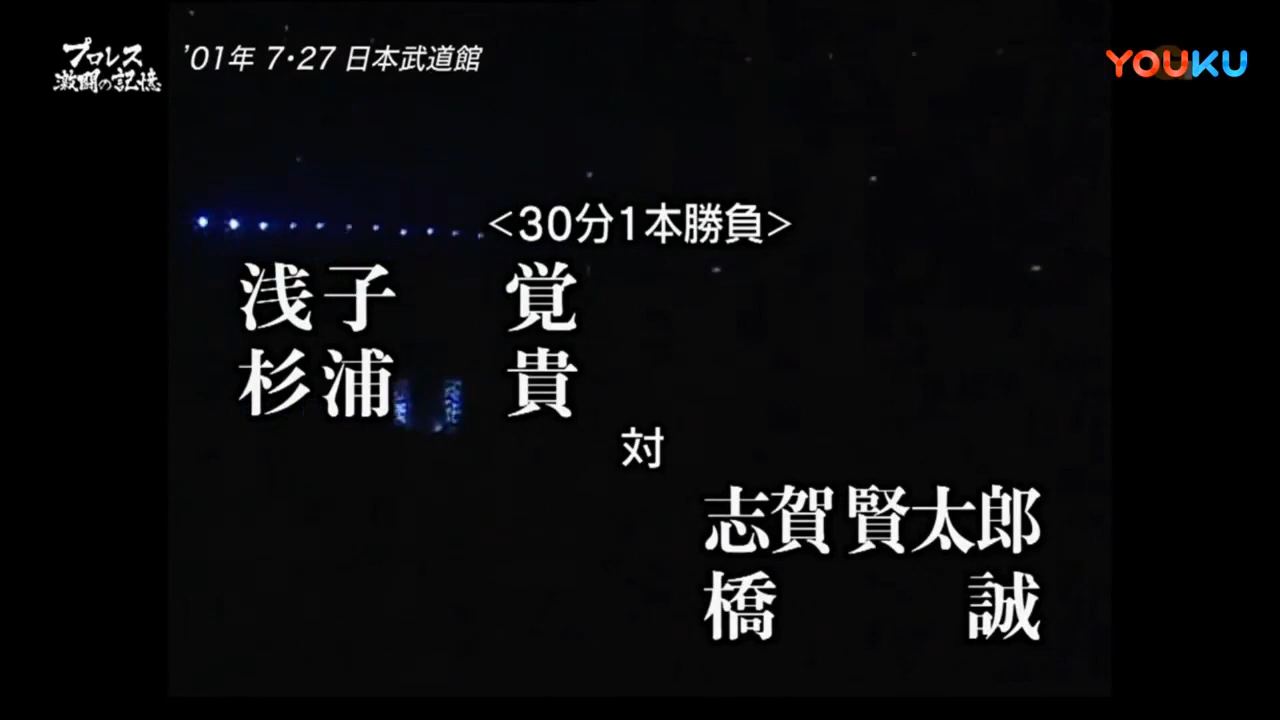 プロレス
激闘の記憶
’01年 7・27 日本武道館
YOUKU
＜30分1本勝負＞
浅子 覚
杉浦 貴
対
志賀賢太郎
橋 誠